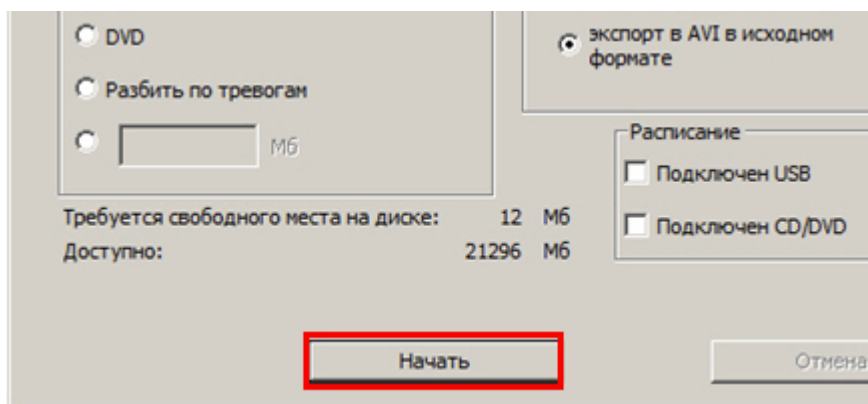 DVD
Разбить по тревогам
Мб
экспорт в AVI в исходном
формате
Расписание
Подключен USB
Подключен CD/DVD
Требуется свободного места на диске: 12 Мб
Доступно: 21296 Мб
Начать
Отмена